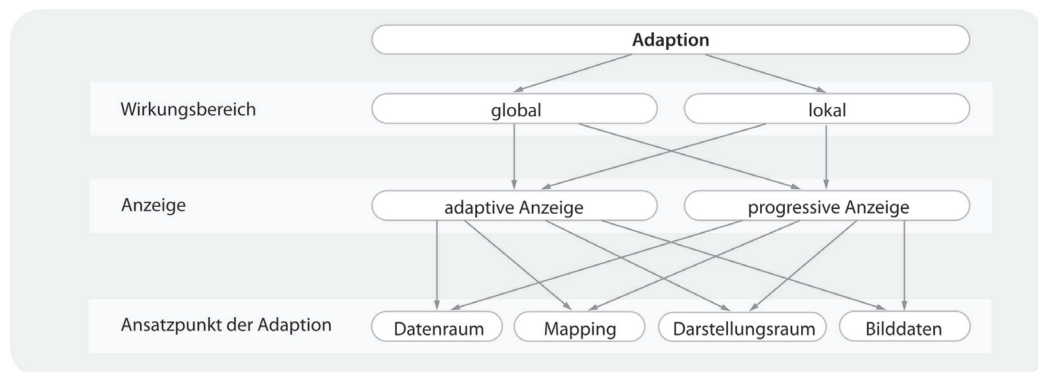 Adaption
Wirkungsbereich global lokal
Anzeige adaptive Anzeige progressive Anzeige
Ansatzpunkt der Adaption Datenraum Mapping Darstellungsraum Bilddaten